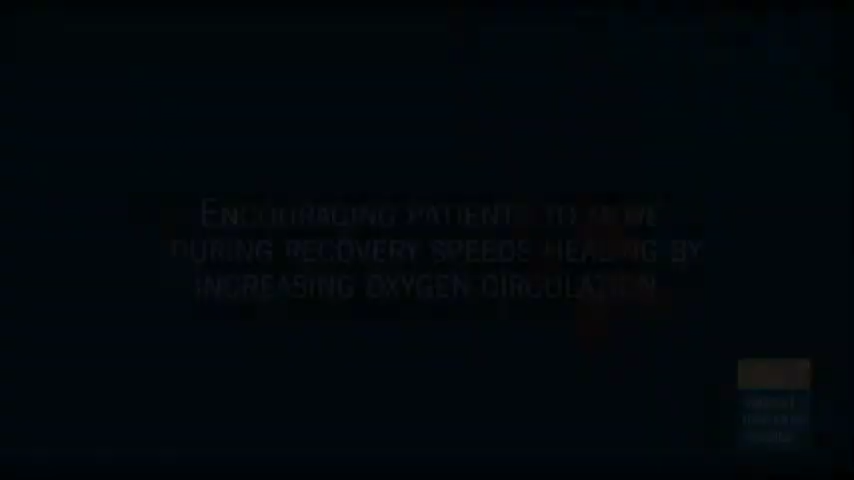 ENCOURAGING PATIENTS TO MOVE
DURING RECOVERY SPEEDS HEALING BY
INCREASING OXYGEN CIRCULATION